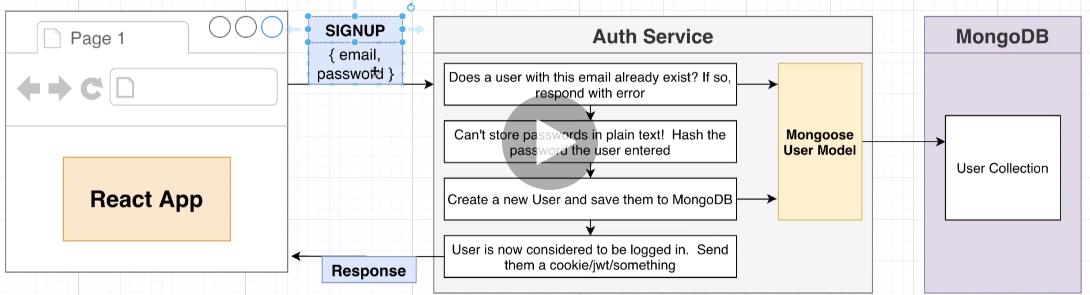 Page 1
SIGNUP
{ email,
password }
React App
Response
Auth Service
Does a user with this email already exist? If so,
respond with error
Can't store passwords in plain text! Hash the
password the user entered
Create a new User and save them to MongoDB
User is now considered to be logged in. Send
them a cookie/jwt/something
Mongoose
User Model
MongoDB
User Collection